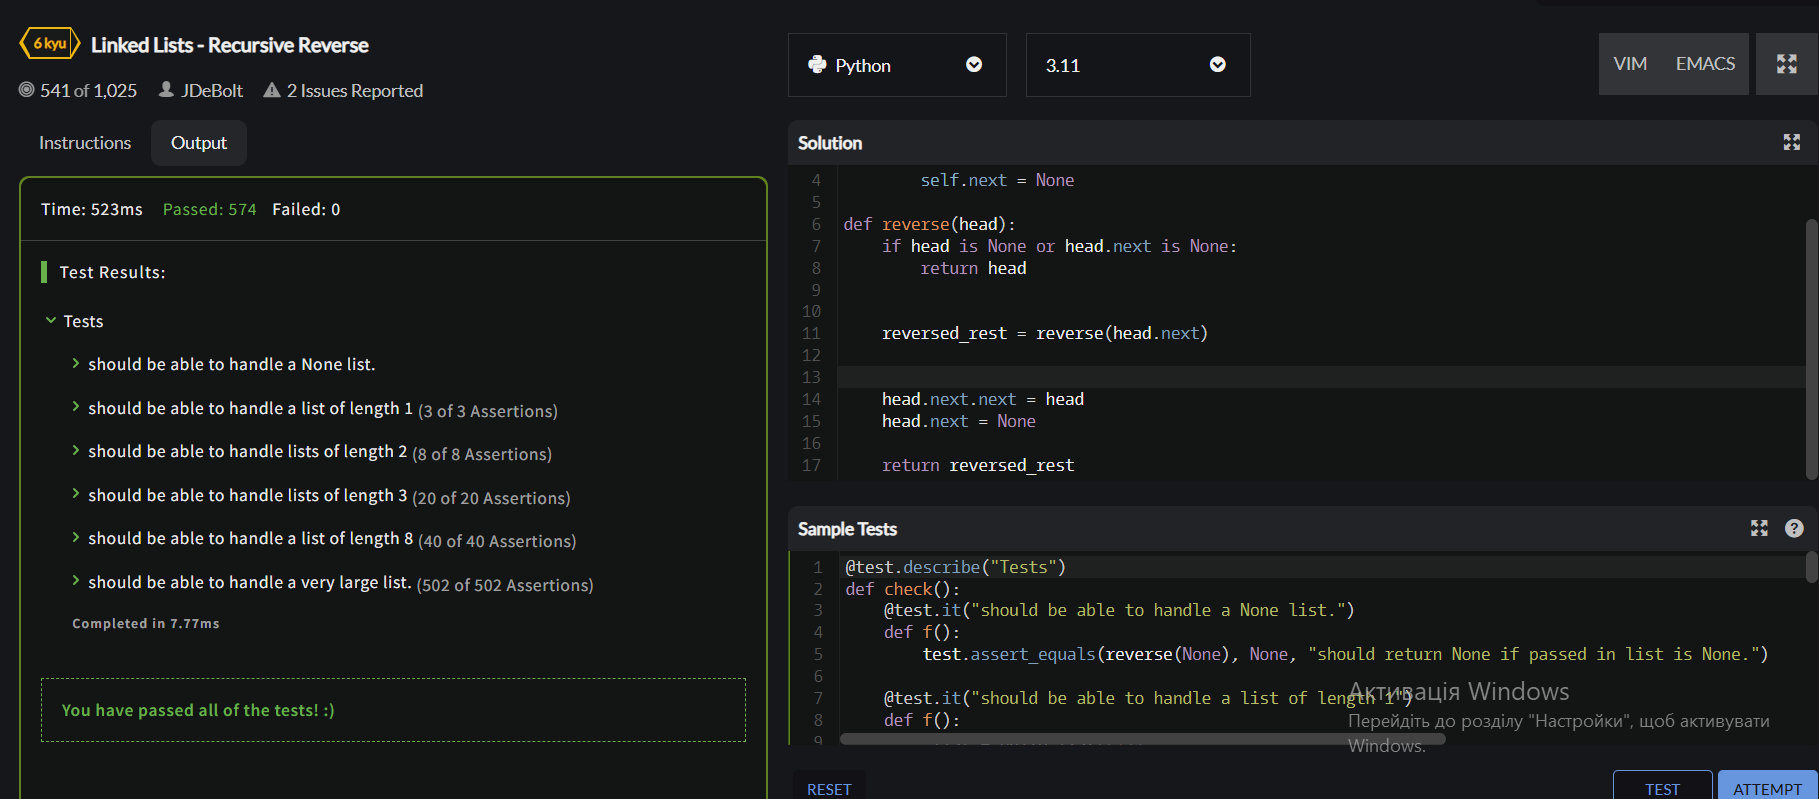 6 kyu Linked Lists - Recursive Reverse
541 of 1,025 JDeBolt 2 Issues Reported
Instructions Output
Time: 523ms Passed: 574 Failed: 0
Test Results:
Tests
should be able to handle a None list.
should be able to handle a list of length 1 (3 of 3 Assertions)
should be able to handle lists of length 2 (8 of 8 Assertions)
should be able to handle lists of length 3 (20 of 20 Assertions)
should be able to handle a list of length 8 (40 of 40 Assertions)
should be able to handle a very large list. (502 of 502 Assertions)
Completed in 7.77ms
You have passed all of the tests! :)
Python 3.11 VIM EMACS
Solution
4 self.next = None
5
6 def reverse(head):
7 if head is None or head.next is None:
8 return head
9
10
11 reversed_rest = reverse(head.next)
12
13
14 head.next.next = head
15 head.next = None
16
17 return reversed_rest
Sample Tests ?
1 @test.describe("Tests")
2 def check():
3 @test.it("should be able to handle a None list.")
4 def f():
5 test.assert_equals(reverse(None), None, "should return None if passed in list is None.")
6
7 @test.it("should be able to handle a list of length 1")
8 def f():
9
Активація Windows
Перейдіть до розділу "Настройки", щоб активувати
Windows.
RESET TEST ATTEMPT